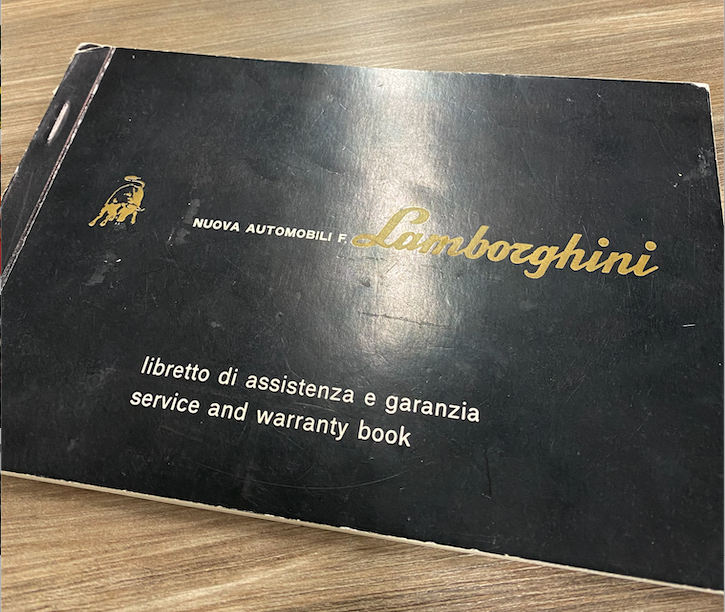 NUOVA AUTOMOBILI F. Lamborghini
libretto di assistenza e garanzia
service and warranty book